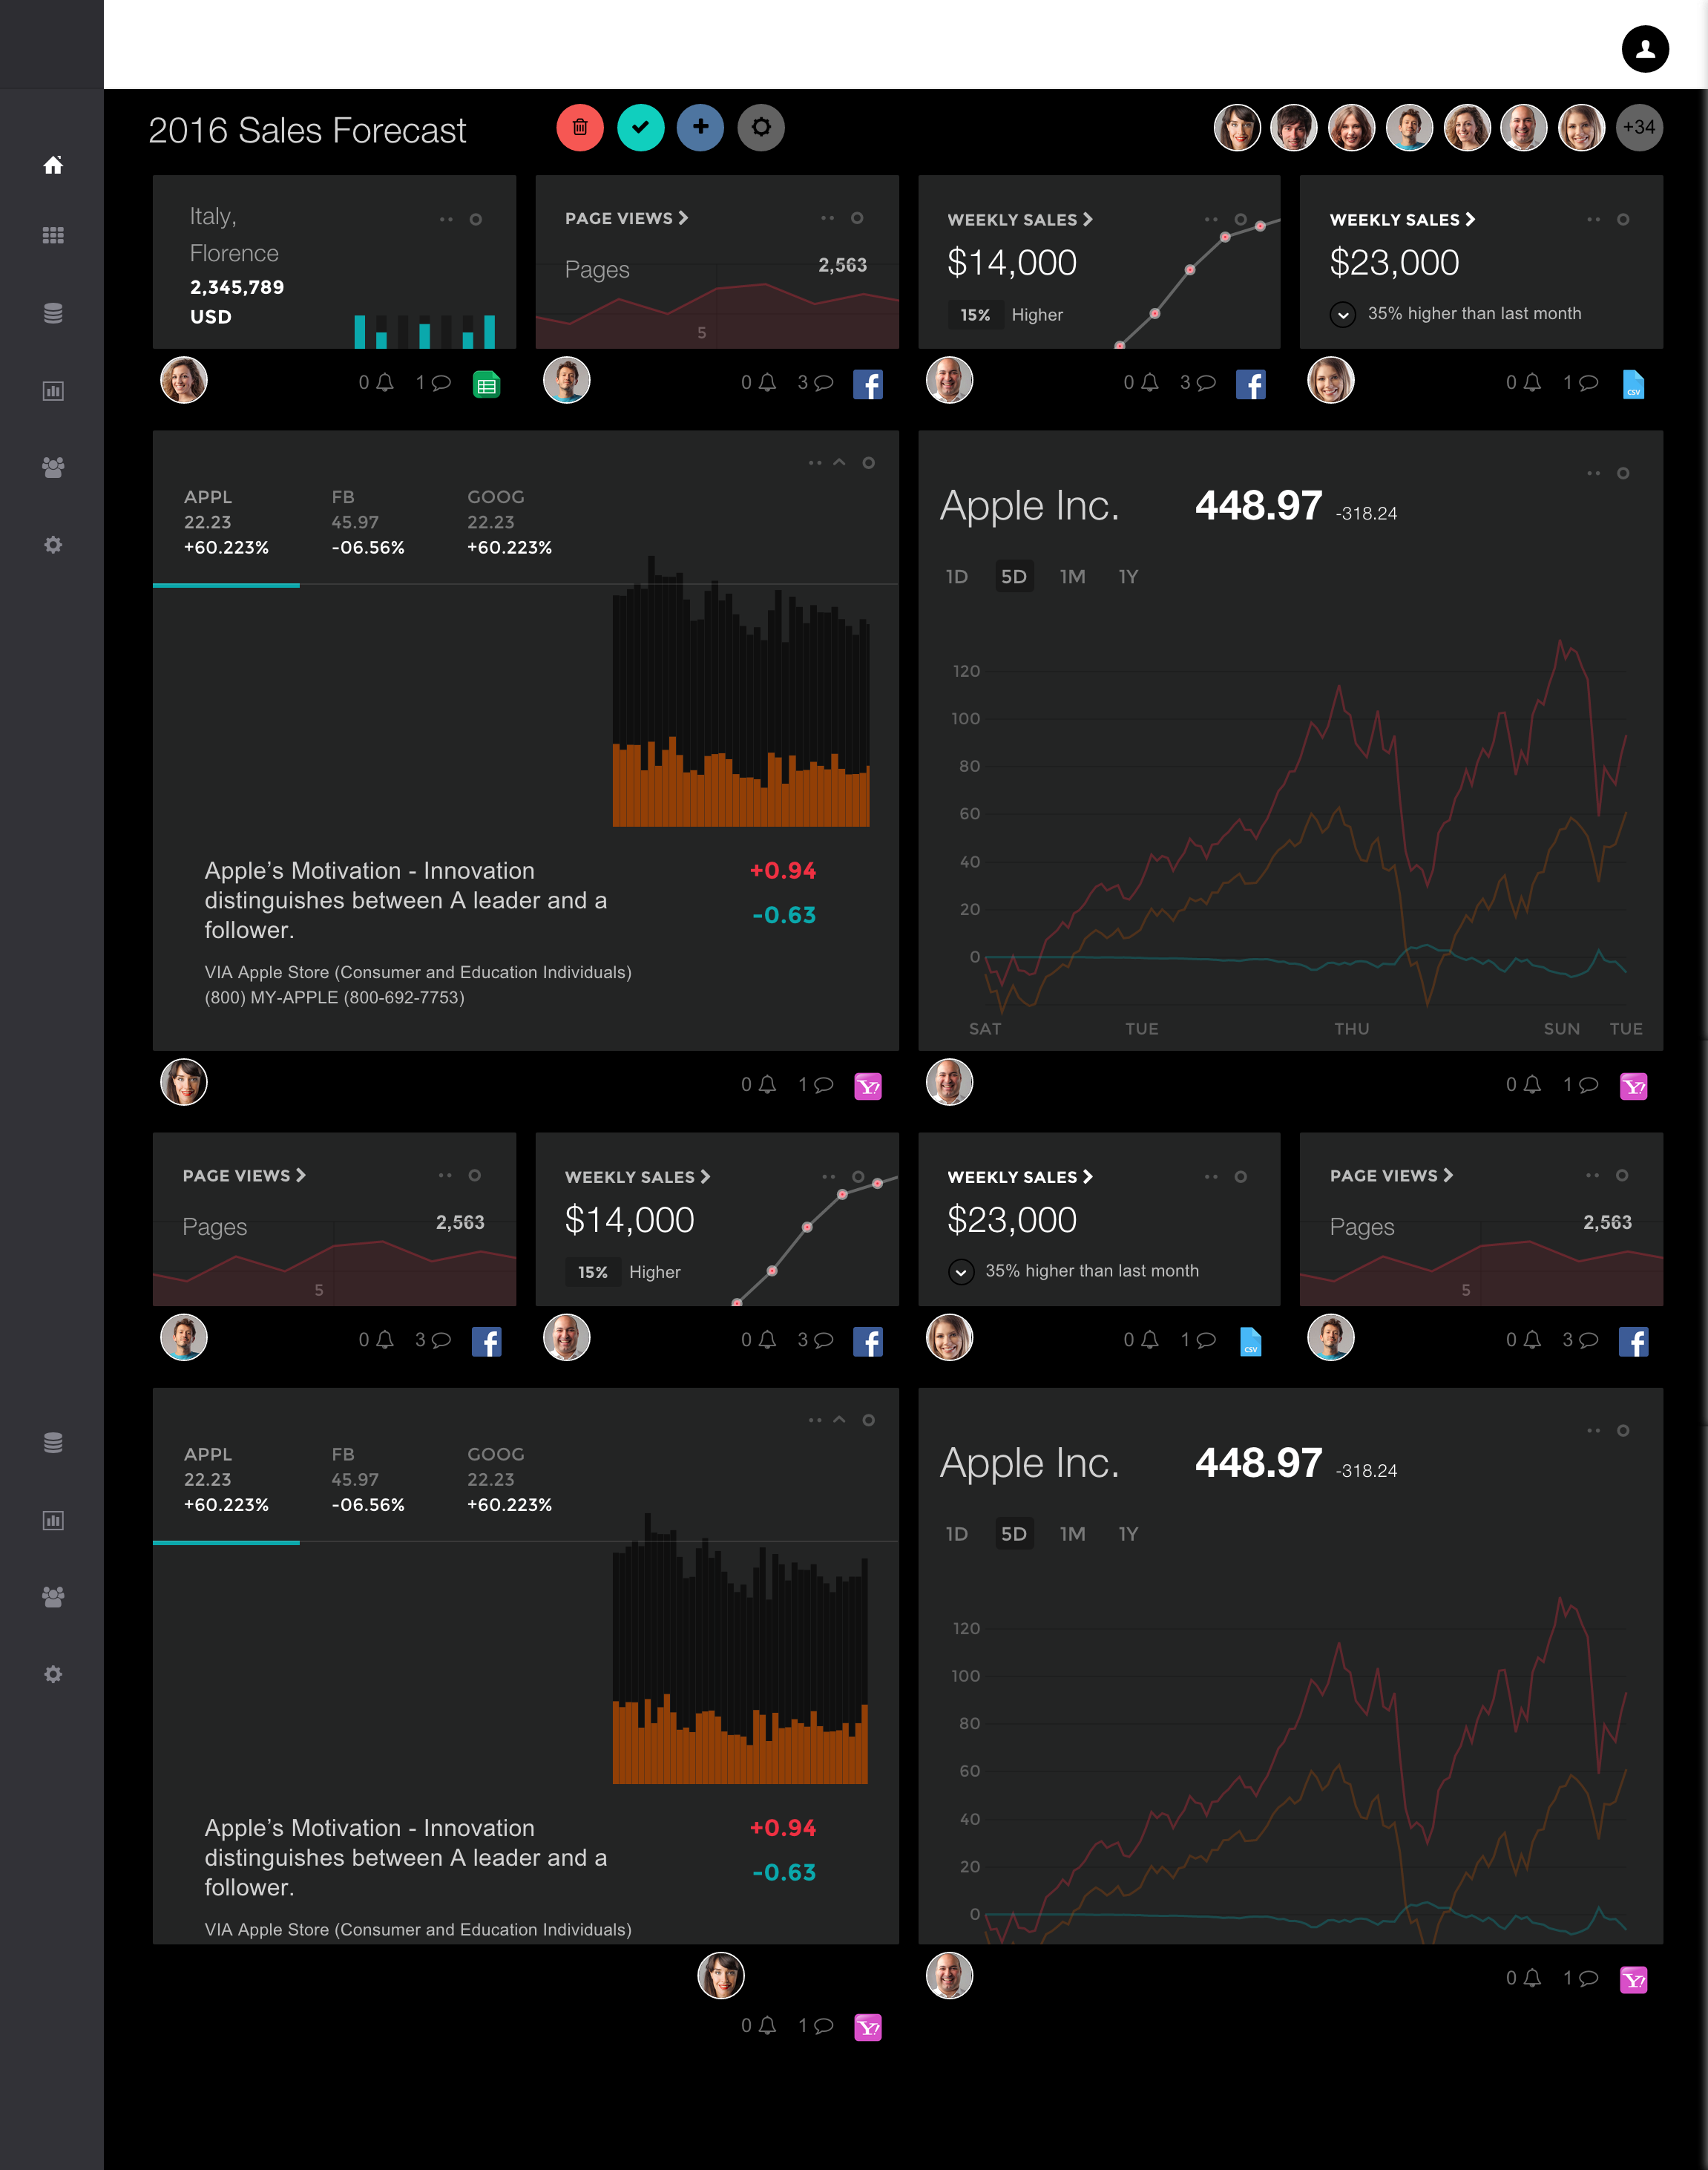 2016 Sales Forecast
+34
Italy,
Florence
2,345,789
USD
0 1
PAGE VIEWS
Pages 2,563
5
0 3
WEEKLY SALES
$14,000
15% Higher
0 3
WEEKLY SALES
$23,000
35% higher than last month
0 1
CSV
APPL FB GOOG
22.23 45.97 22.23
+60.223% -06.56% +60.223%
Apple’s Motivation - Innovation
distinguishes between A leader and a
follower.
+0.94
-0.63
VIA Apple Store (Consumer and Education Individuals)
(800) MY-APPLE (800-692-7753)
0 1
Y!
Apple Inc. 448.97 -318.24
1D 5D 1M 1Y
120
100
80
60
40
20
0
SAT TUE THU SUN TUE
0 1
Y!
PAGE VIEWS
Pages 2,563
5
0 3
WEEKLY SALES
$14,000
15% Higher
0 3
WEEKLY SALES
$23,000
35% higher than last month
0 1
CSV
PAGE VIEWS
Pages 2,563
5
0 3
APPL FB GOOG
22.23 45.97 22.23
+60.223% -06.56% +60.223%
Apple’s Motivation - Innovation
distinguishes between A leader and a
follower.
+0.94
-0.63
VIA Apple Store (Consumer and Education Individuals)
0 1
Y!
Apple Inc. 448.97 -318.24
1D 5D 1M 1Y
120
100
80
60
40
20
0
0 1
Y!